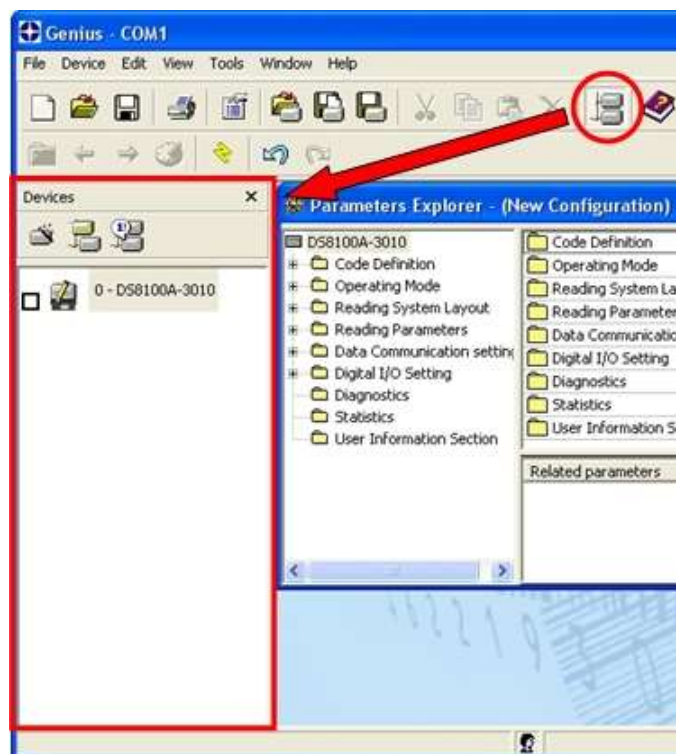 Genius - COM1
File Device Edit View Tools Window Help
Devices x
0 - DS8100A-3010
Parameters Explorer - (New Configuration)
DS8100A-3010
Code Definition
Operating Mode
Reading System Layout
Reading Parameters
Data Communication setting
Digital I/O Setting
Diagnostics
Statistics
User Information Section
Code Definition
Operating Mode
Reading System La
Reading Parameter
Data Communicatio
Digital I/O Setting
Diagnostics
Statistics
User Information S
Related parameters